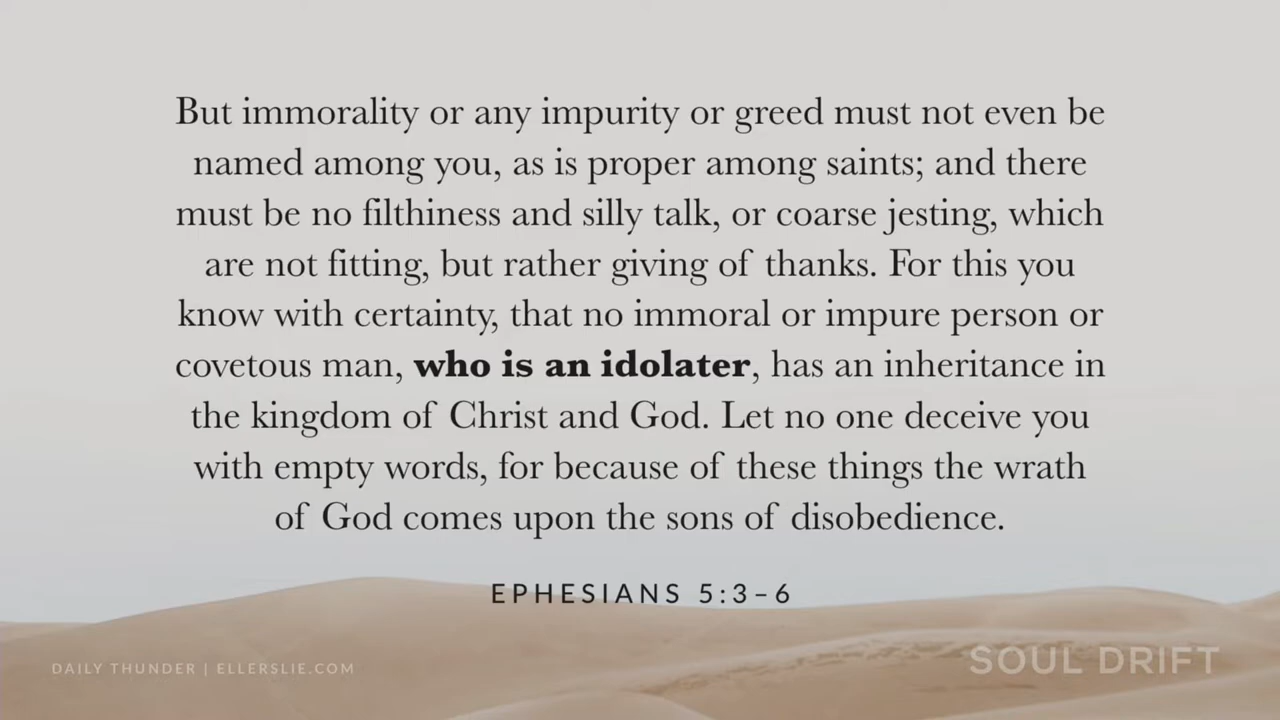 But immorality or any impurity or greed must not even be
named among you, as is proper among saints; and there
must be no filthiness and silly talk, or coarse jesting, which
are not fitting, but rather giving of thanks. For this you
know with certainty, that no immoral or impure person or
covetous man, who is an idolater, has an inheritance in
the kingdom of Christ and God. Let no one deceive you
with empty words, for because of these things the wrath
of God comes upon the sons of disobedience.
EPHESIANS 5:3–6
DAILY THUNDER | ELLERSLIE.COM
SOUL DRIFT